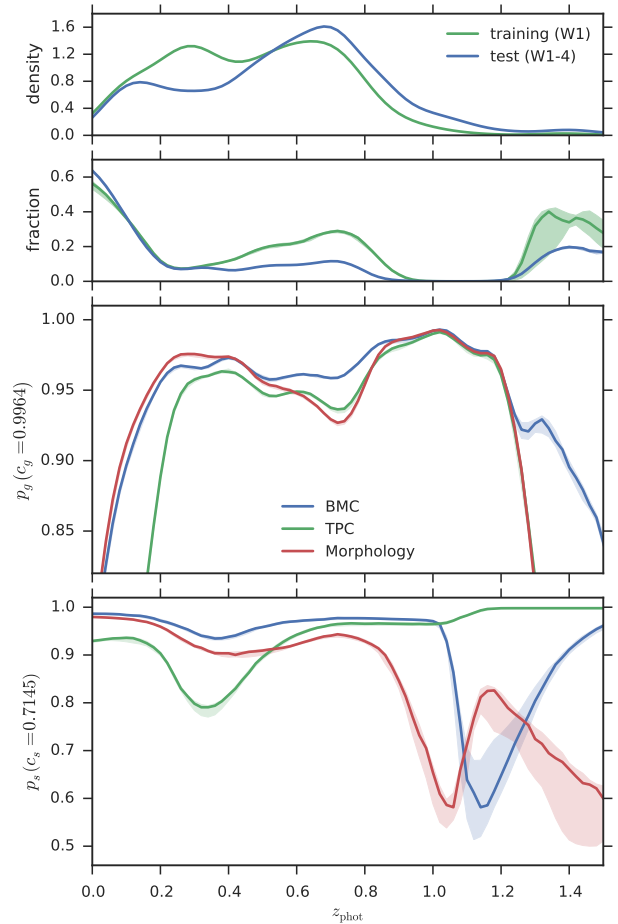 density
1.6
1.2
0.8
0.4
0.0
training (W1)
test (W1-4)
fraction
0.6
0.4
0.2
0.0
p_g (c_g =0.9964)
1.00
0.95
0.90
0.85
BMC
TPC
Morphology
p_s (c_s =0.7145)
1.0
0.9
0.8
0.7
0.6
0.5
0.0 0.2 0.4 0.6 0.8 1.0 1.2 1.4
z_phot